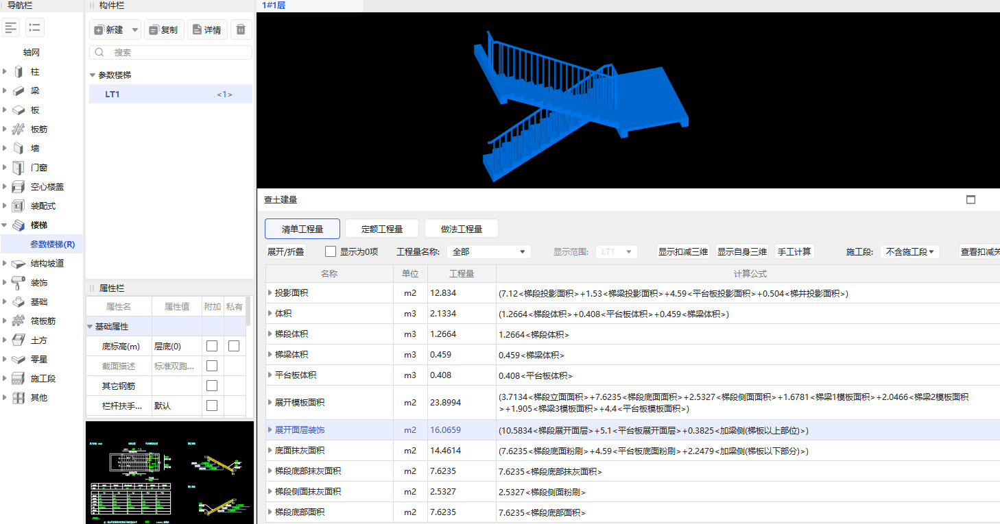 导航栏
构件栏
1#1层
新建
复制
详情
搜索
轴网
柱
梁
板
板筋
墙
门窗
空心楼盖
装配式
楼梯
参数楼梯(R)
结构坡道
装饰
基础
筏板筋
土方
零星
施工段
其他
参数楼梯
LT1 <1>
属性栏
属性名 属性值 附加 私有
基础属性
底标高(m) 层底(0)
截面描述 标准双跑...
其它钢筋
栏杆扶手... 默认
查土建量
清单工程量 定额工程量 做法工程量
展开/折叠 显示为0项 工程量名称: 全部 显示范围: LT1 显示扣减三维 显示自身三维 手工计算 施工段: 不含施工段 查看扣减关
名称 单位 工程量 计算公式
投影面积 m2 12.834 (7.12<梯段投影面积>+1.53<梯梁投影面积>+4.59<平台板投影面积>+0.504<梯井投影面积>)
体积 m3 2.1334 (1.2664<梯段体积>+0.408<平台板体积>+0.459<梯梁体积>)
梯段体积 m3 1.2664 1.2664<梯段体积>
梯梁体积 m3 0.459 0.459<梯梁体积>
平台板体积 m3 0.408 0.408<平台板体积>
展开模板面积 m2 23.8994 (3.7134<梯段立面面积>+7.6235<梯段底面面积>+2.5327<梯段侧面面积>+1.6781<梯梁1模板面积>+2.0466<梯梁2模板面积
>+1.905<梯梁3模板面积>+4.4<平台板模板面积>)
展开面层装饰 m2 16.0659 (10.5834<梯段展开面层>+5.1<平台板展开面层>+0.3825<加梁侧(梯板以上部位)>)
底面抹灰面积 m2 14.4614 (7.6235<梯段底面粉刷>+4.59<平台板底面粉刷>+2.2479<加梁侧(梯板以下部分)>)
梯段底部抹灰面积 m2 7.6235 7.6235<梯段底部抹灰面积>
梯段侧面抹灰面积 m2 2.5327 2.5327<梯段侧面粉刷>
梯段底部面积 m2 7.6235 7.6235<梯段底部面积>